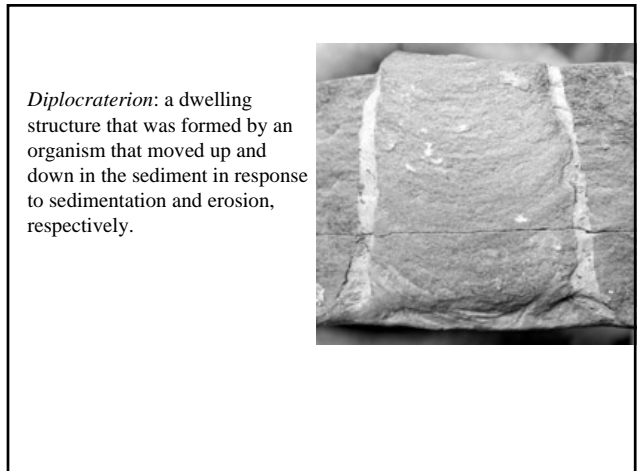 Diplocraterion: a dwelling
structure that was formed by an
organism that moved up and
down in the sediment in response
to sedimentation and erosion,
respectively.